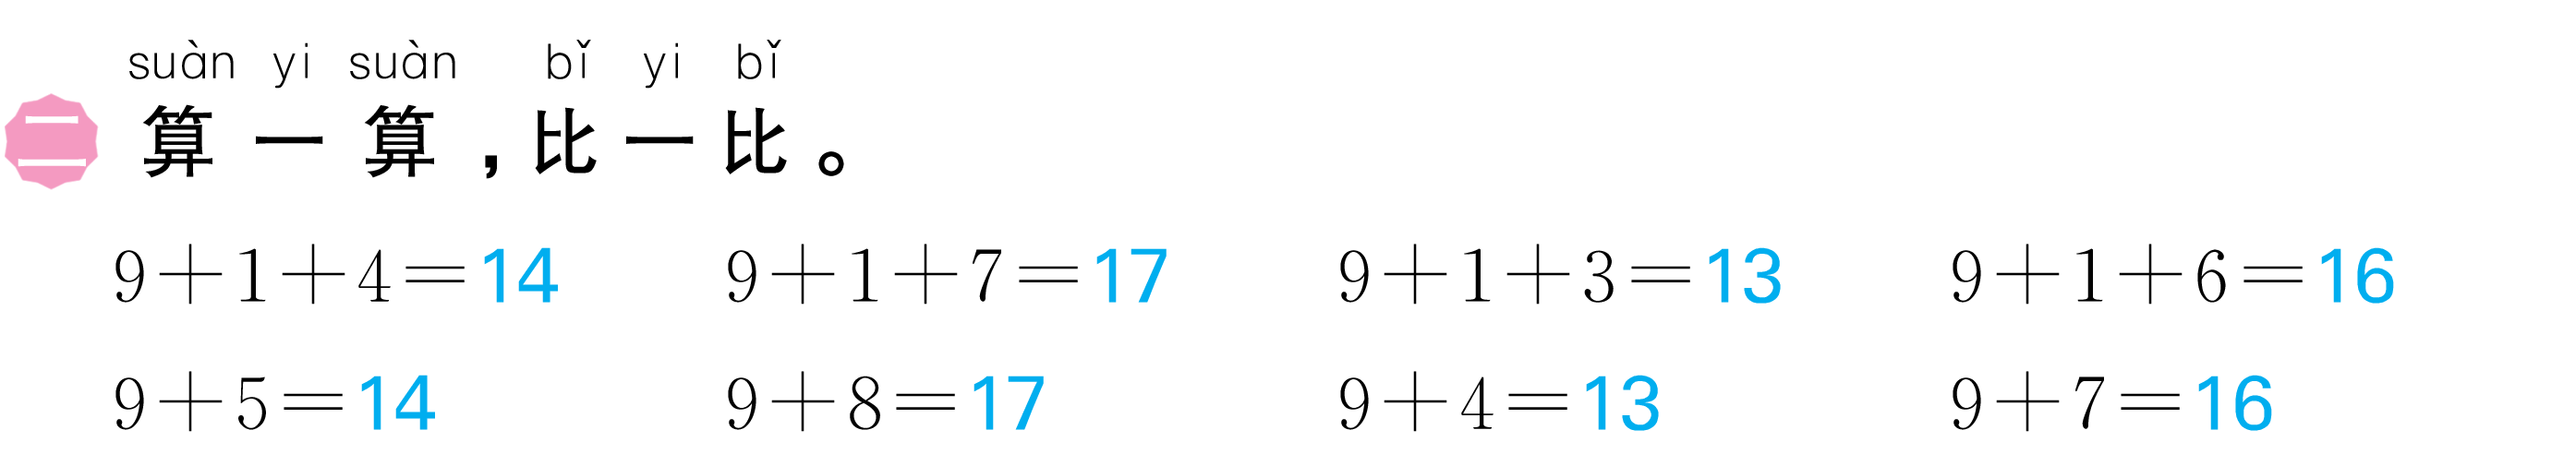 suàn yi suàn bǐ yi bǐ
二 算一算,比一比。
9+1+4=14 9+1+7=17 9+1+3=13 9+1+6=16
9+5=14 9+8=17 9+4=13 9+7=16